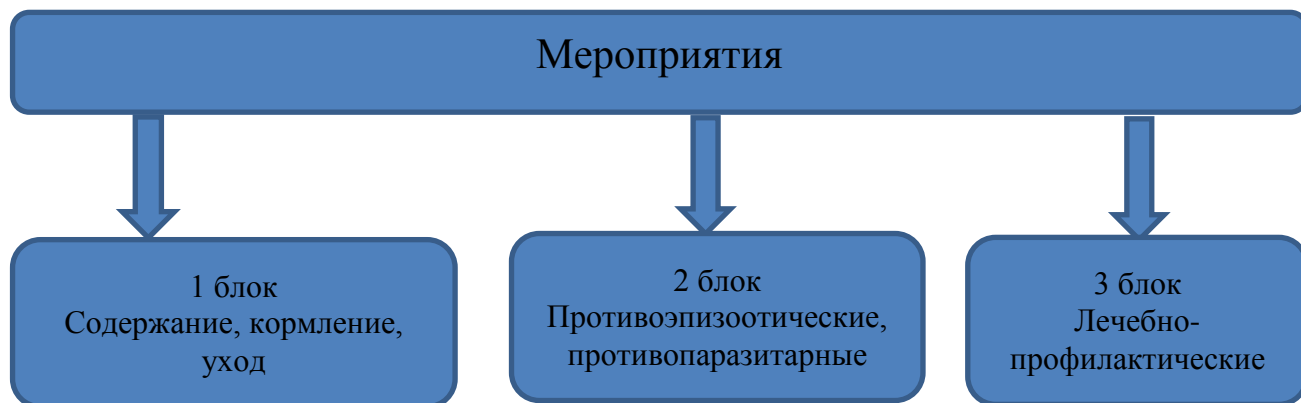 Мероприятия
1 блок
Содержание, кормление,
уход
2 блок
Противоэпизоотические,
противопаразитарные
3 блок
Лечебно-
профилактические